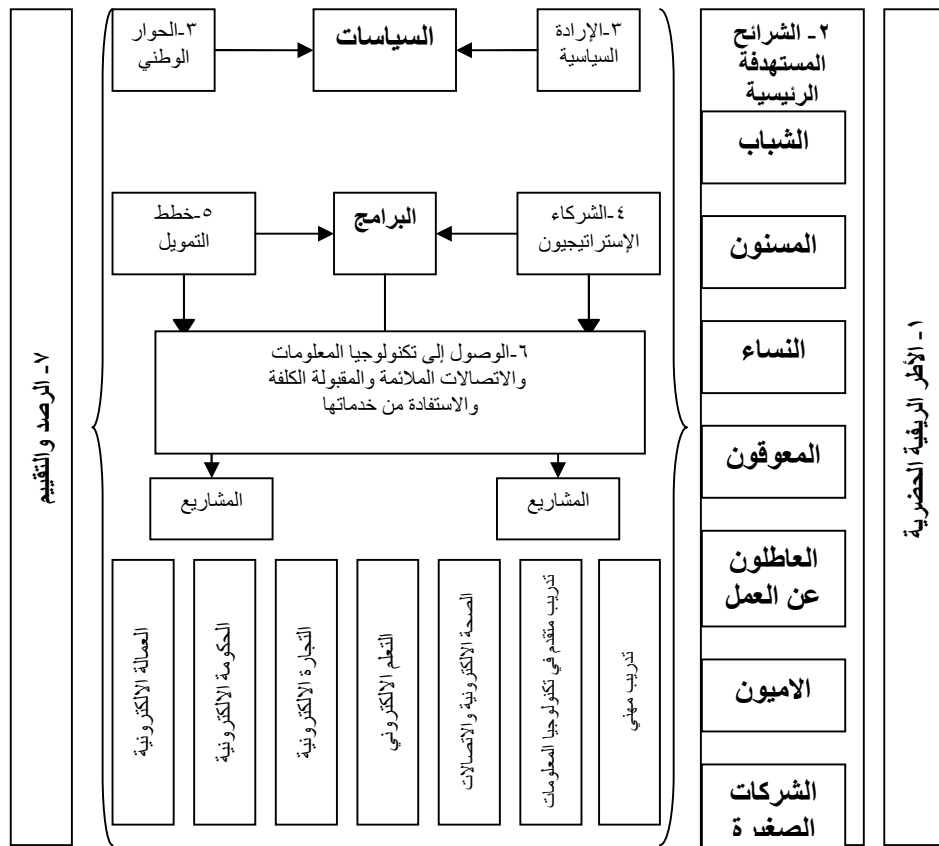 ١ـ الأطر الريفية الحضرية
٢ـ الشرائح
المستهدفة
الرئيسية
الشباب
المسنون
النساء
المعوقون
العاطلون
عن العمل
الاميون
الشركات
الصغيرة
٣-الإرادة
السياسية
السياسات
٣-الحوار
الوطني
٤-الشركاء
الإستراتيجيون
البرامج
٥-خطط
التمويل
٦-الوصول إلى تكنولوجيا المعلومات
والاتصالات الملائمة والمقبولة الكلفة
والاستفادة من خدماتها
المشاريع
المشاريع
تدريب مهني
تدريب متقدم في تكنولوجيا المعلومات
الصحة الالكترونية والاتصالات
التعلم الالكتروني
التجارة الالكترونية
الحكومة الالكترونية
العمالة الالكترونية
٧ـ الرصد والتقييم